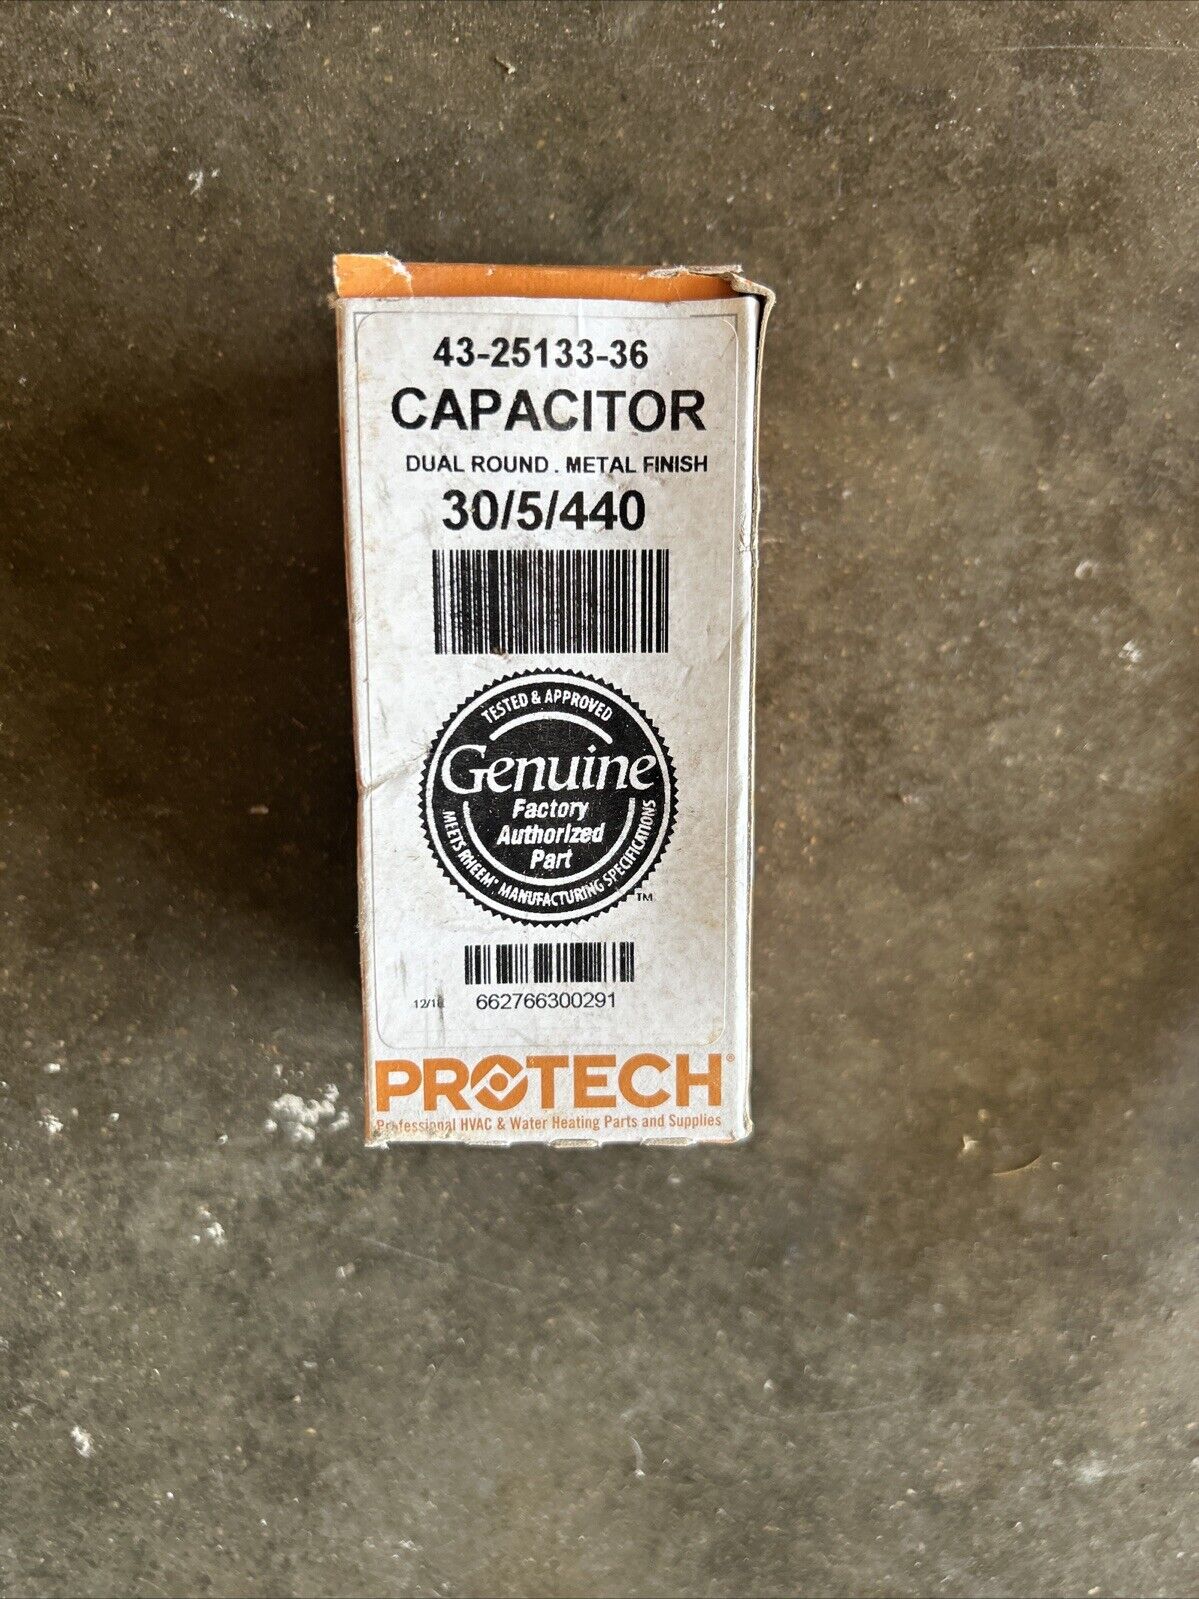 43-25133-36
CAPACITOR
DUAL ROUND . METAL FINISH
30/5/440
TESTED & APPROVED
Genuine
Factory
Authorized
Part
MEETS RHEEM® MANUFACTURING SPECIFICATIONS
TM
662766300291
PROTECH®
Professional HVAC & Water Heating Parts and Supplies